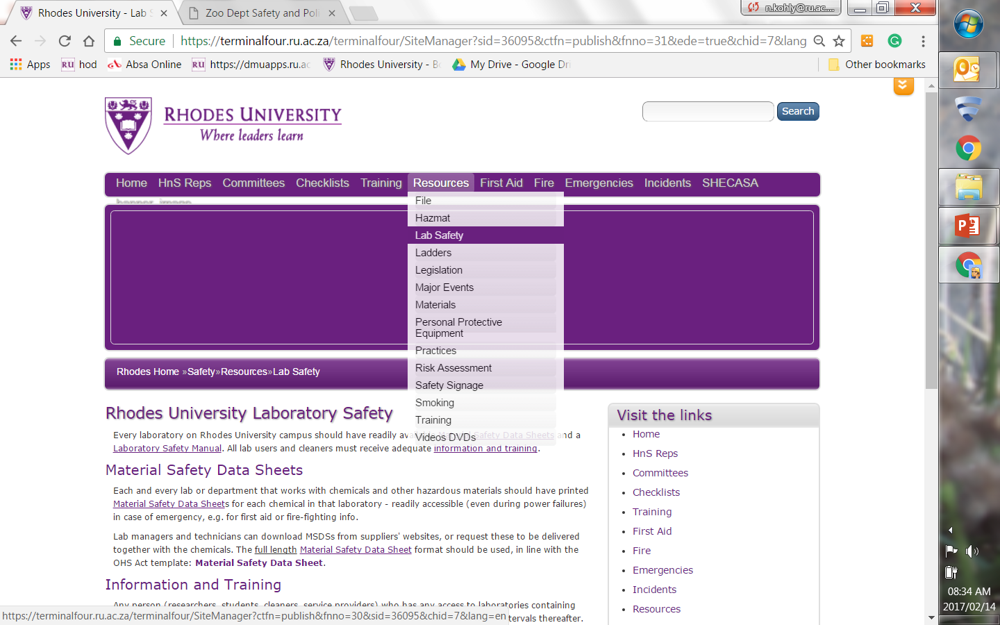 Rhodes University - Lab S
Zoo Dept Safety and Poli
n.kohly@ru.ac....
Secure
https://terminalfour.ru.ac.za/terminalfour/SiteManager?sid=36095&ctfn=publish&fnno=31&ede=true&chid=7&lang
Apps
RU hod
Absa Online
RU https://dmuapps.ru.ac
Rhodes University - Bo
My Drive - Google Dri
Other bookmarks
RHODES UNIVERSITY
Where leaders learn
Search
Home HnS Reps Committees Checklists Training Resources First Aid Fire Emergencies Incidents SHECASA
banner_image
File
Hazmat
Lab Safety
Ladders
Legislation
Major Events
Materials
Personal Protective
Equipment
Practices
Risk Assessment
Safety Signage
Smoking
Training
Videos DVDs
Rhodes Home »Safety»Resources»Lab Safety
Rhodes University Laboratory Safety
Every laboratory on Rhodes University campus should have readily available Material Safety Data Sheets and a
Laboratory Safety Manual. All lab users and cleaners must receive adequate information and training.
Material Safety Data Sheets
Each and every lab or department that works with chemicals and other hazardous materials should have printed
Material Safety Data Sheets for each chemical in that laboratory - readily accessible (even during power failures)
in case of emergency, e.g. for first aid or fire-fighting info.
Lab managers and technicians can download MSDSs from suppliers' websites, or request these to be delivered
together with the chemicals. The full length Material Safety Data Sheet format should be used, in line with the
OHS Act template: Material Safety Data Sheet.
Information and Training
Any person (researchers, students, cleaners, service providers) who has any access to laboratories containing
tervals thereafter.
Visit the links
Home
HnS Reps
Committees
Checklists
Training
First Aid
Fire
Emergencies
Incidents
Resources
https://terminalfour.ru.ac.za/terminalfour/SiteManager?ctfn=publish&fnno=30&sid=36095&chid=7&lang=en
08:34 AM
2017/02/14